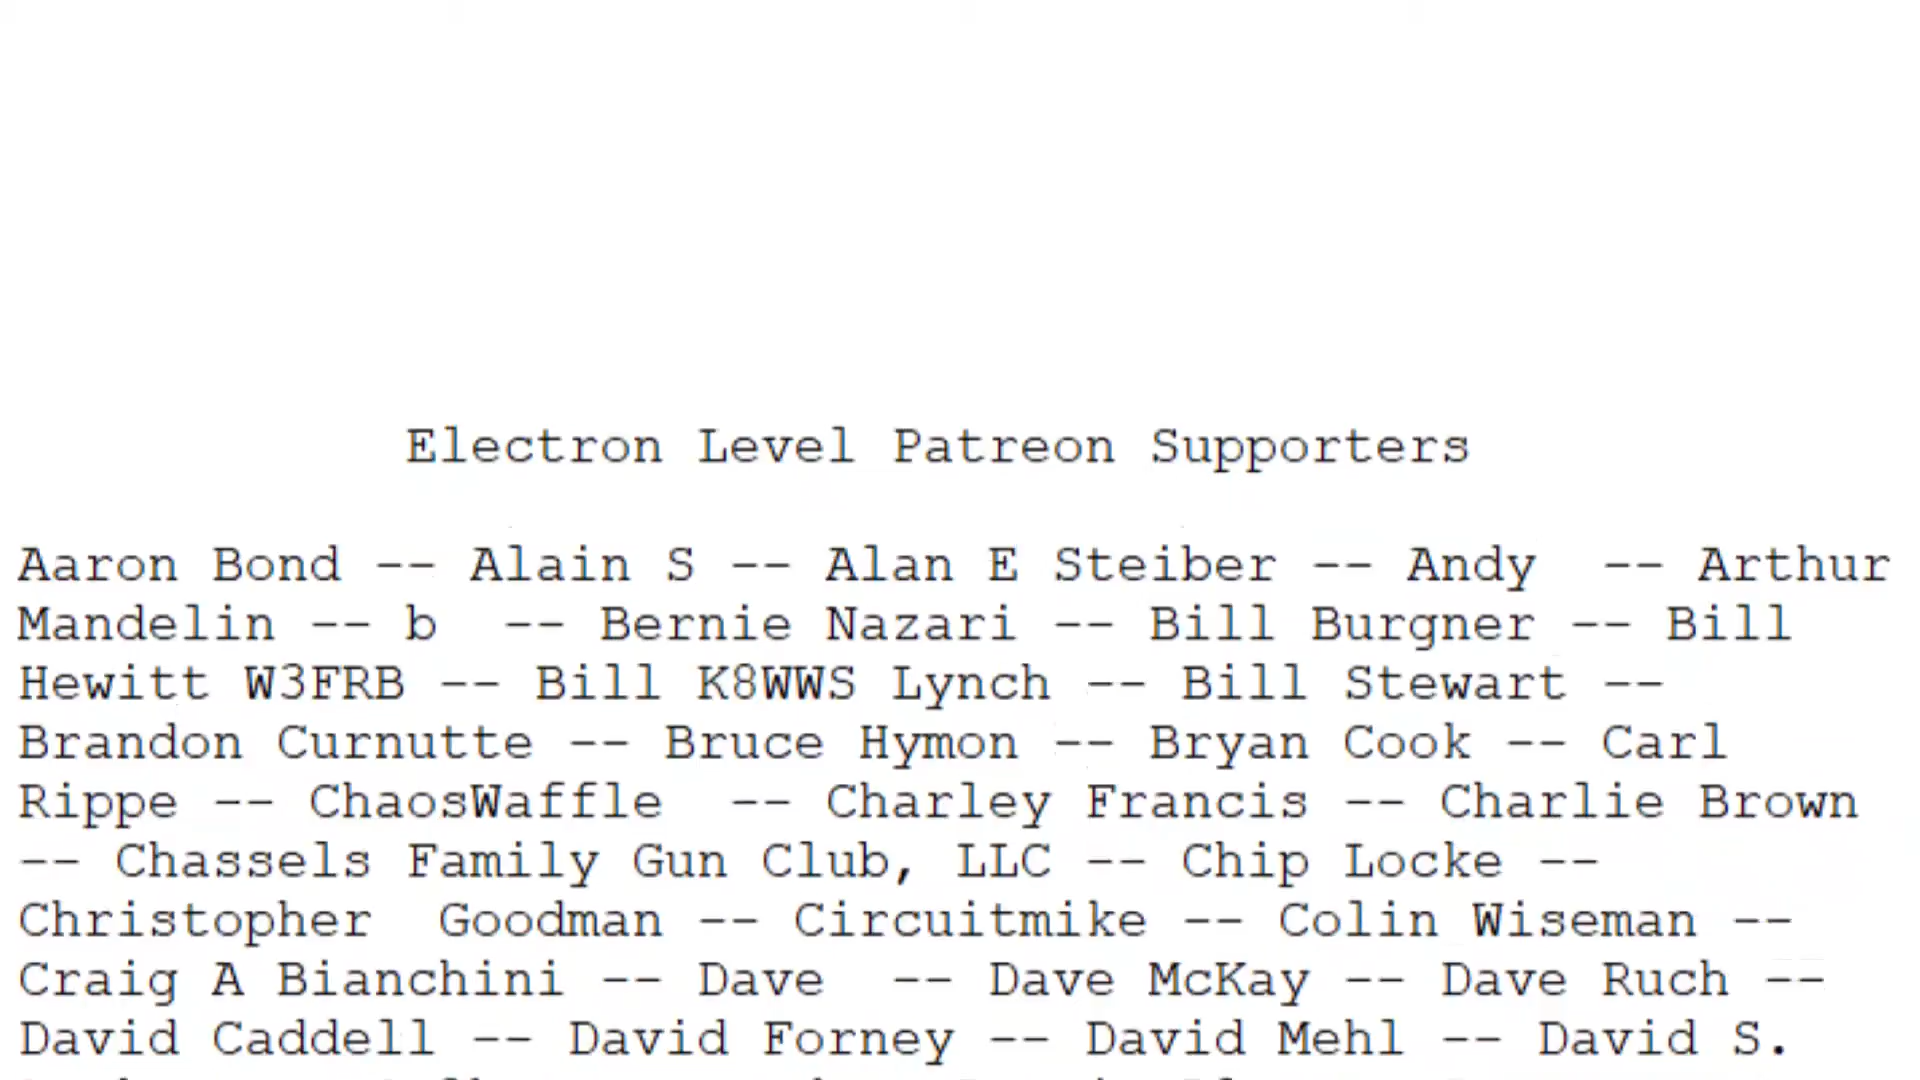 Electron Level Patreon Supporters
Aaron Bond -- Alain S -- Alan E Steiber -- Andy  -- Arthur
Mandelin -- b  -- Bernie Nazari -- Bill Burgner -- Bill
Hewitt W3FRB -- Bill K8WWS Lynch -- Bill Stewart --
Brandon Curnutte -- Bruce Hymon -- Bryan Cook -- Carl
Rippe -- ChaosWaffle  -- Charley Francis -- Charlie Brown
-- Chassels Family Gun Club, LLC -- Chip Locke --
Christopher  Goodman -- Circuitmike -- Colin Wiseman --
Craig A Bianchini -- Dave  -- Dave McKay -- Dave Ruch --
David Caddell -- David Forney -- David Mehl -- David S.